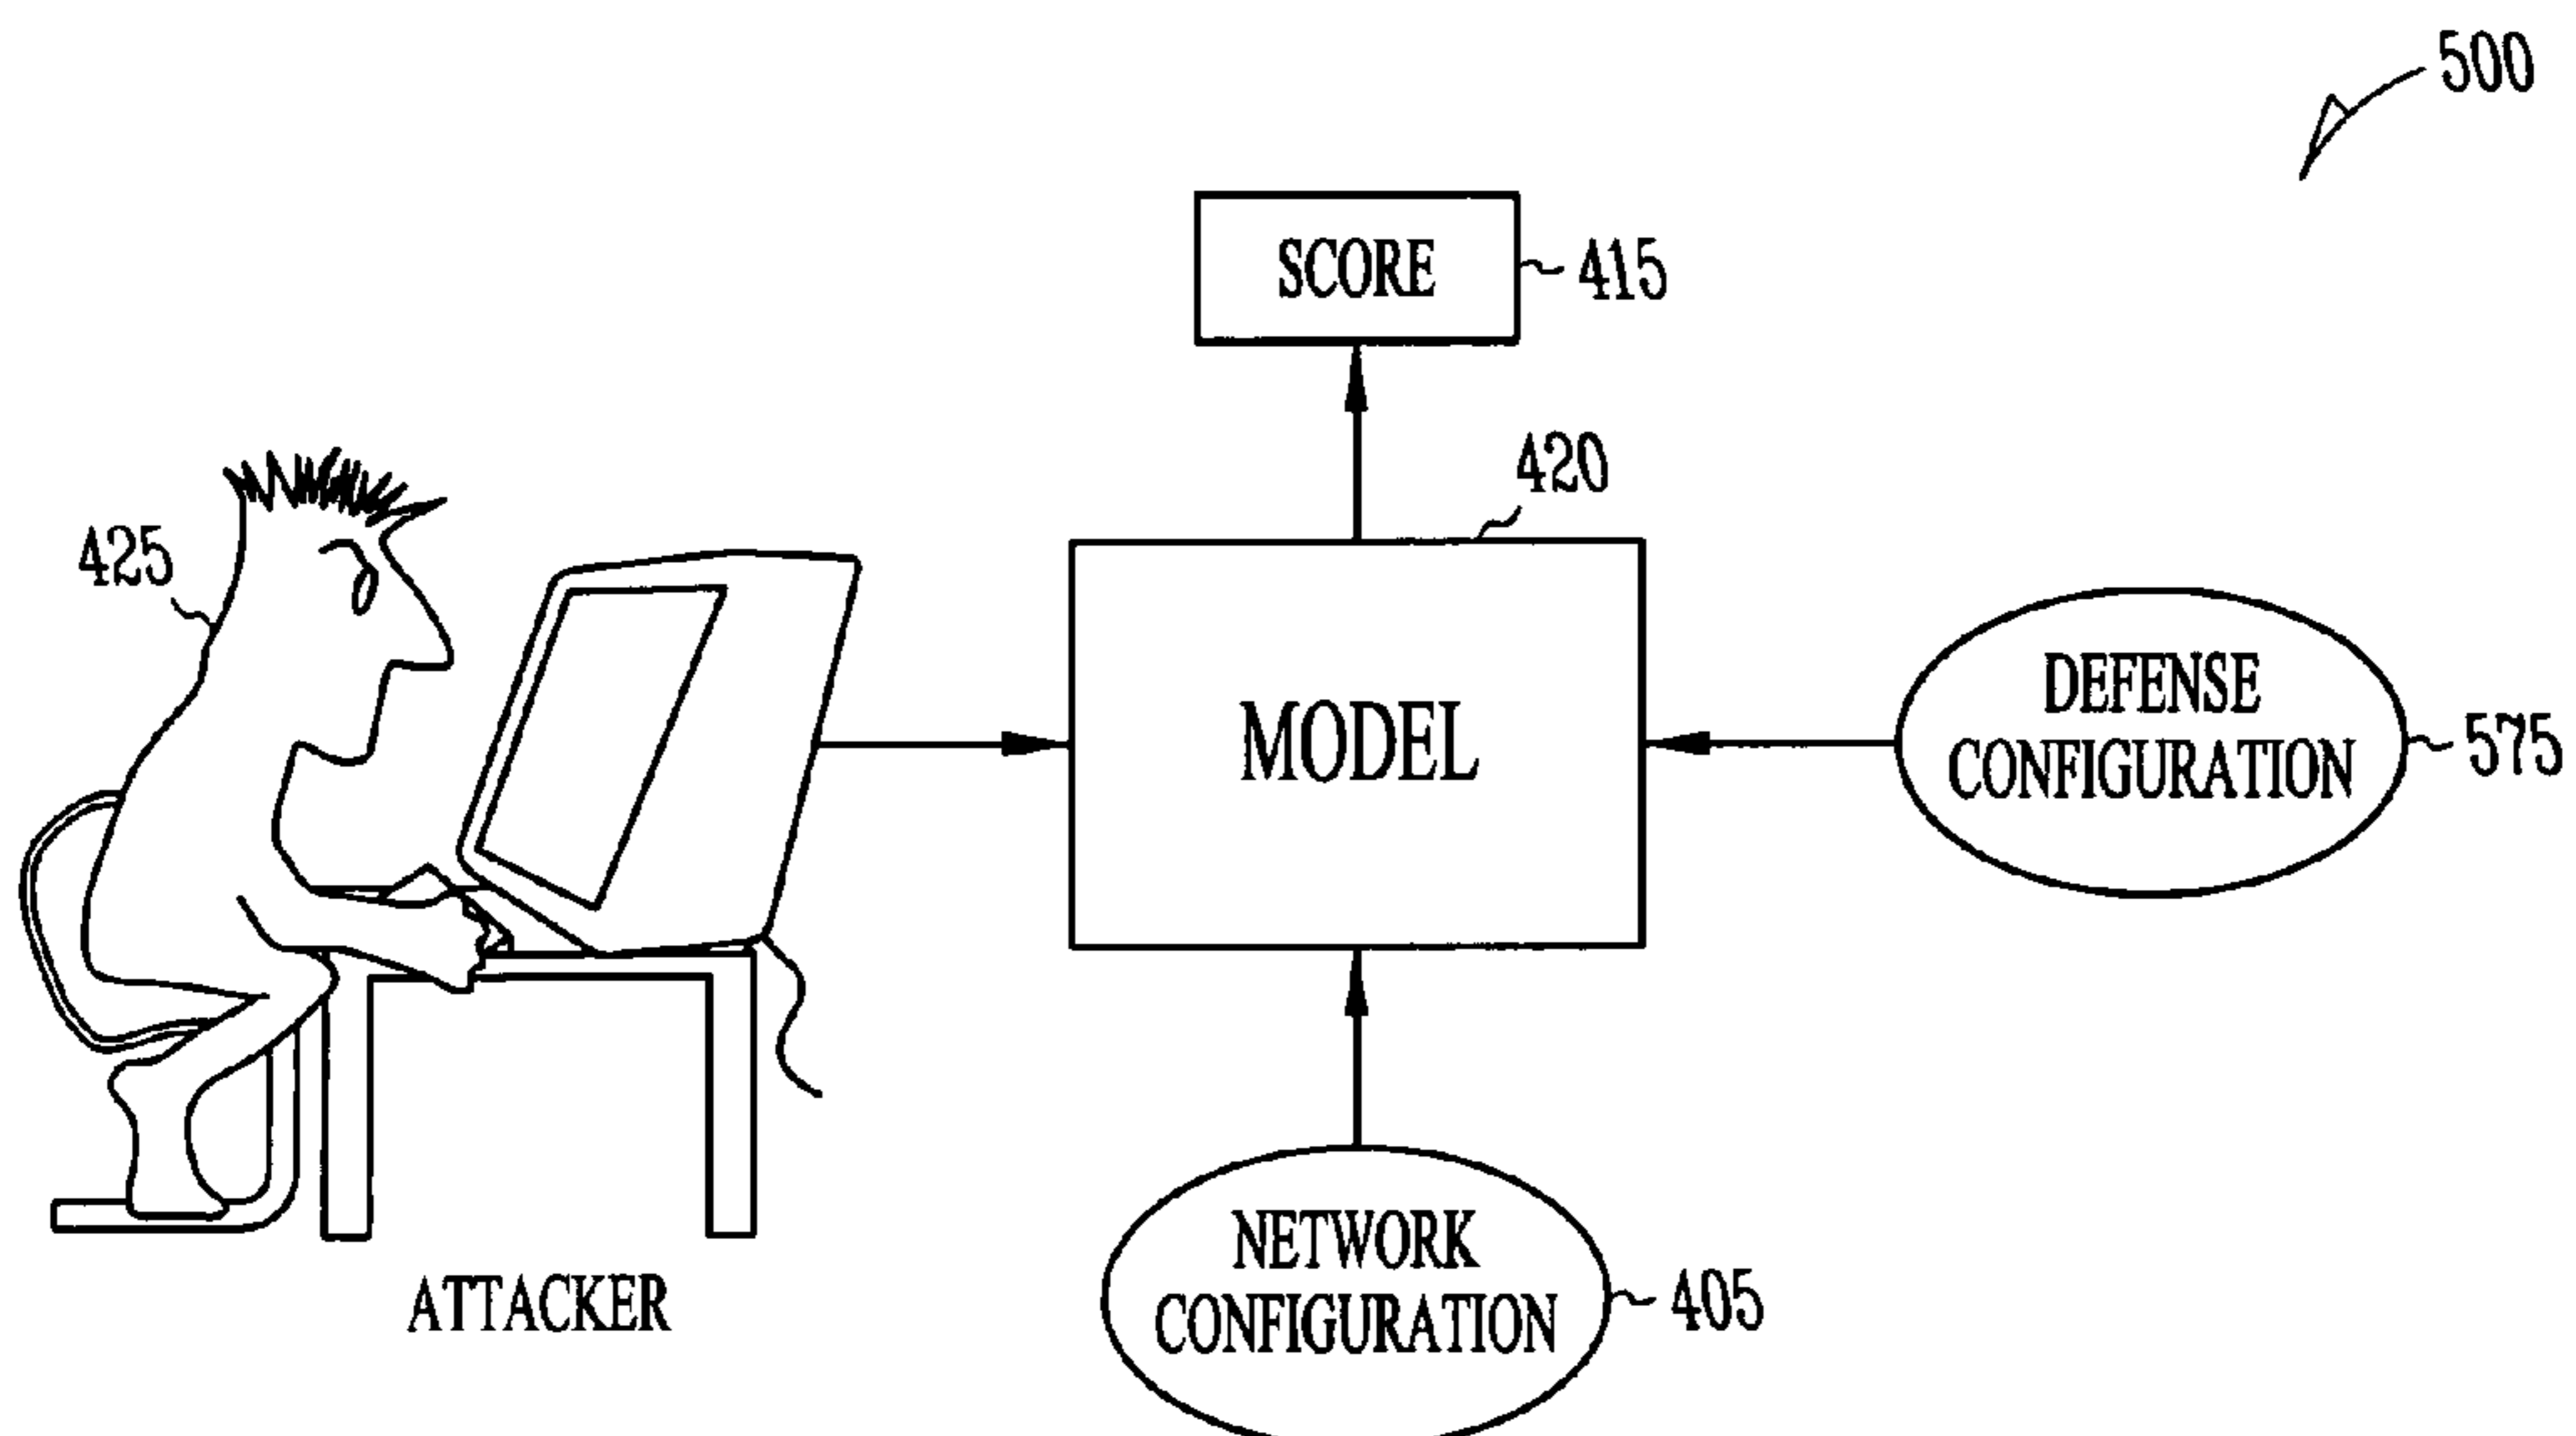 500
SCORE
415
420
425
MODEL
DEFENSE
CONFIGURATION
575
NETWORK
CONFIGURATION
405
ATTACKER